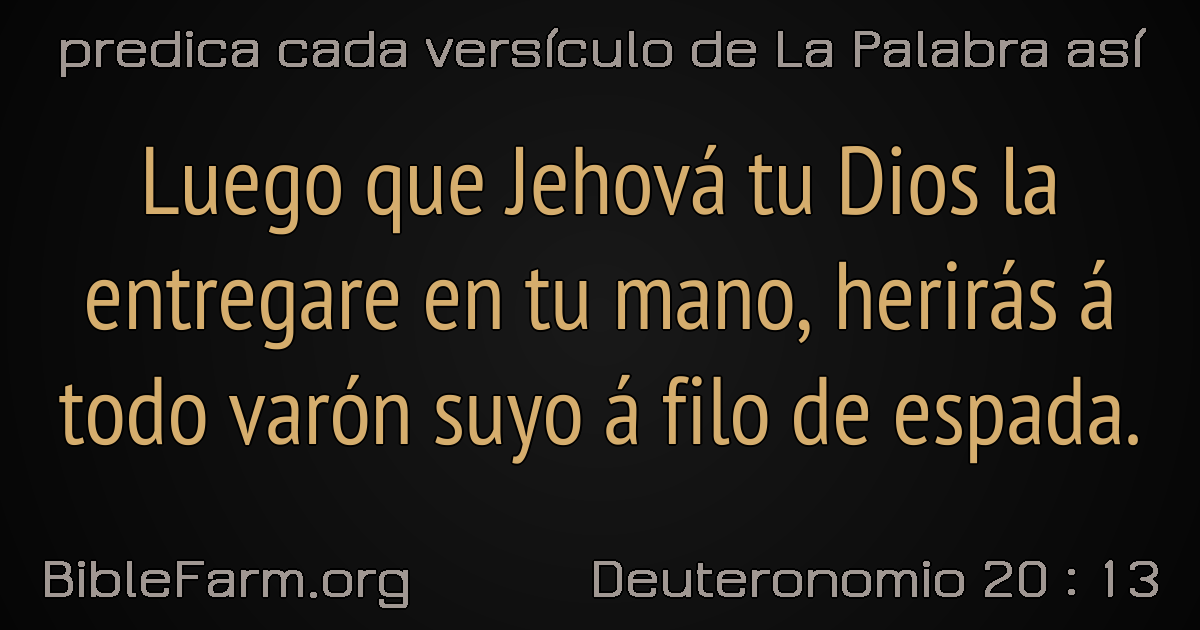 predica cada versículo de La Palabra así
Luego que Jehová tu Dios la
entregare en tu mano, herirás á
todo varón suyo á filo de espada.
BibleFarm.org
Deuteronomio 20 : 13